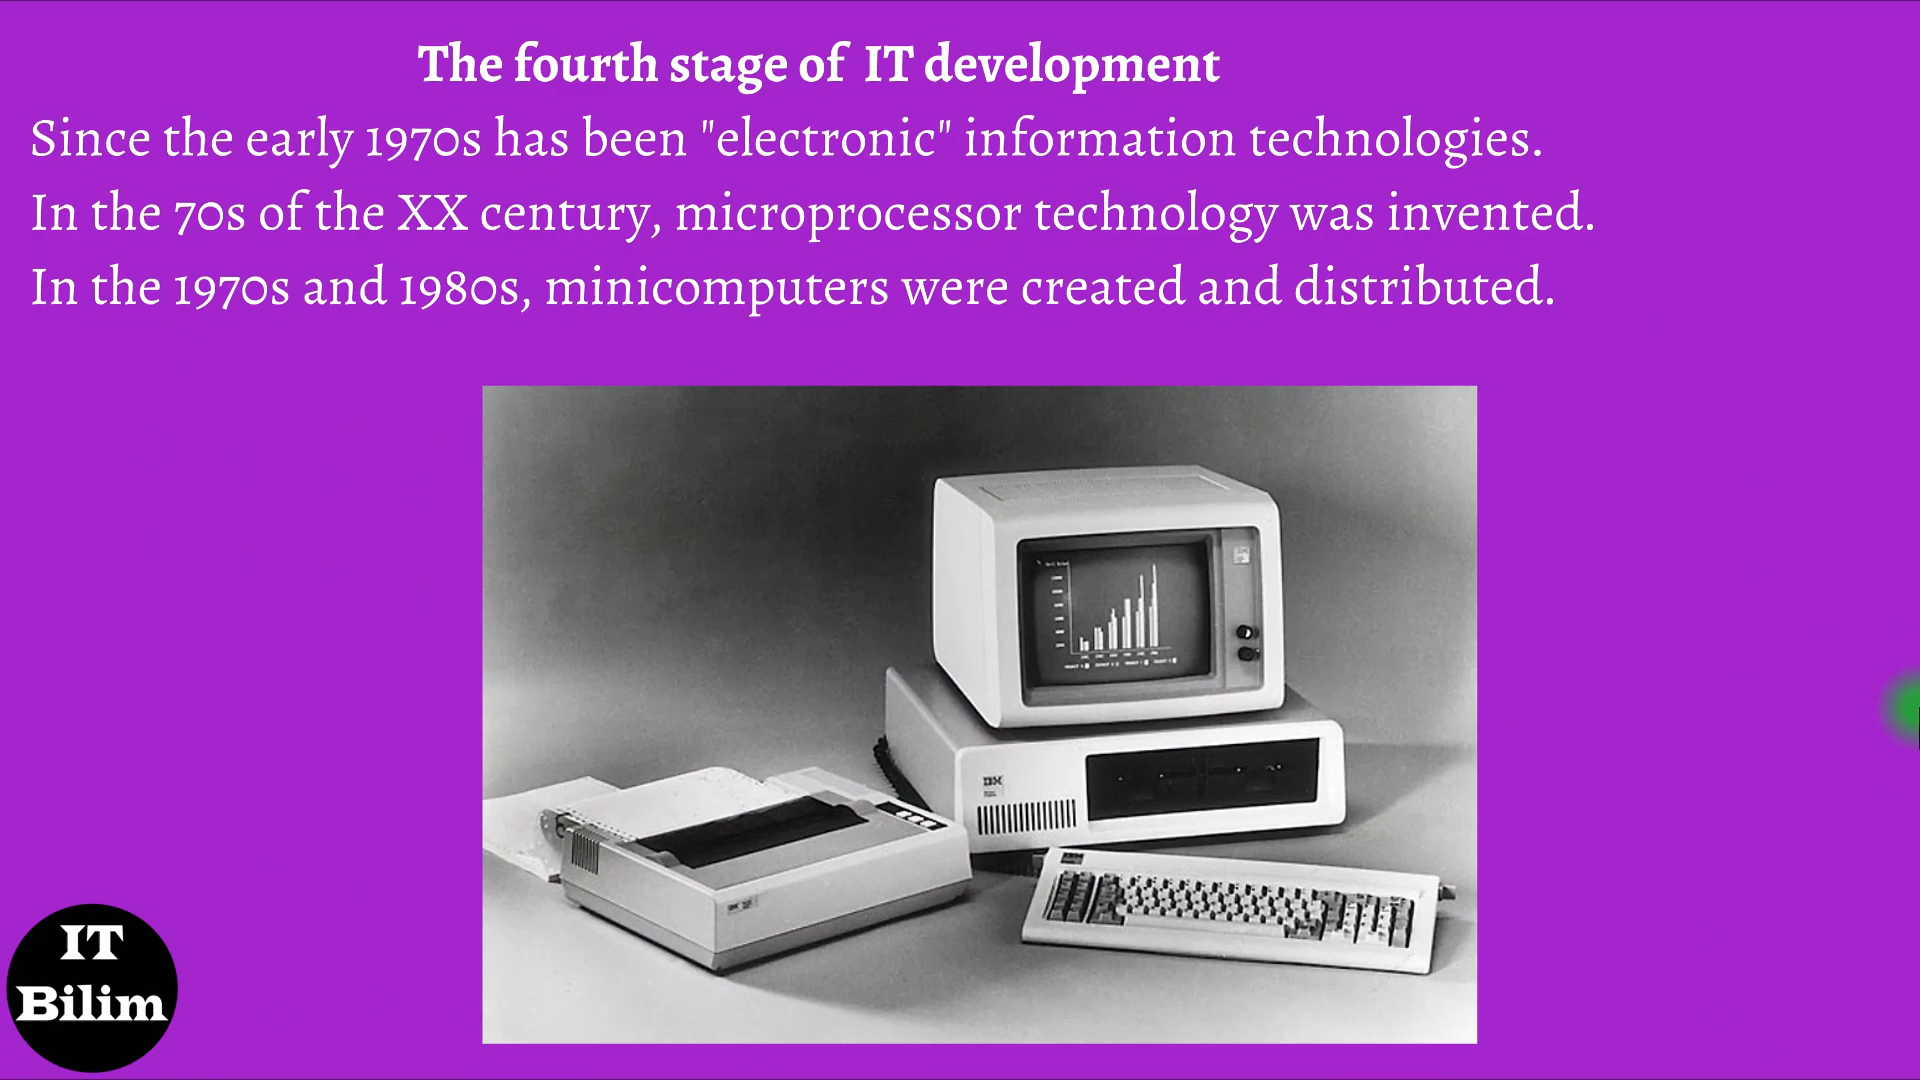 The fourth stage of IT development
Since the early 1970s has been "electronic" information technologies.
In the 70s of the XX century, microprocessor technology was invented.
In the 1970s and 1980s, minicomputers were created and distributed.
IBM
IBM
IT
Bilim